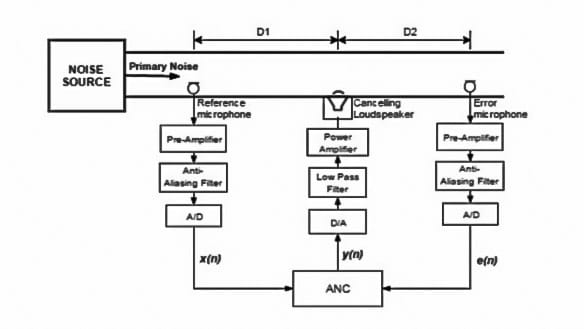 D1
D2
NOISE
SOURCE
Primary Noise
Reference
microphone
Cancelling
Loudspeaker
Error
microphone
Pre-Amplifier
Anti-
Aliasing Filter
A/D
x(n)
Power
Amplifier
Low Pass
Filter
D/A
y(n)
Pre-Amplifier
Anti-
Aliasing Filter
A/D
e(n)
ANC